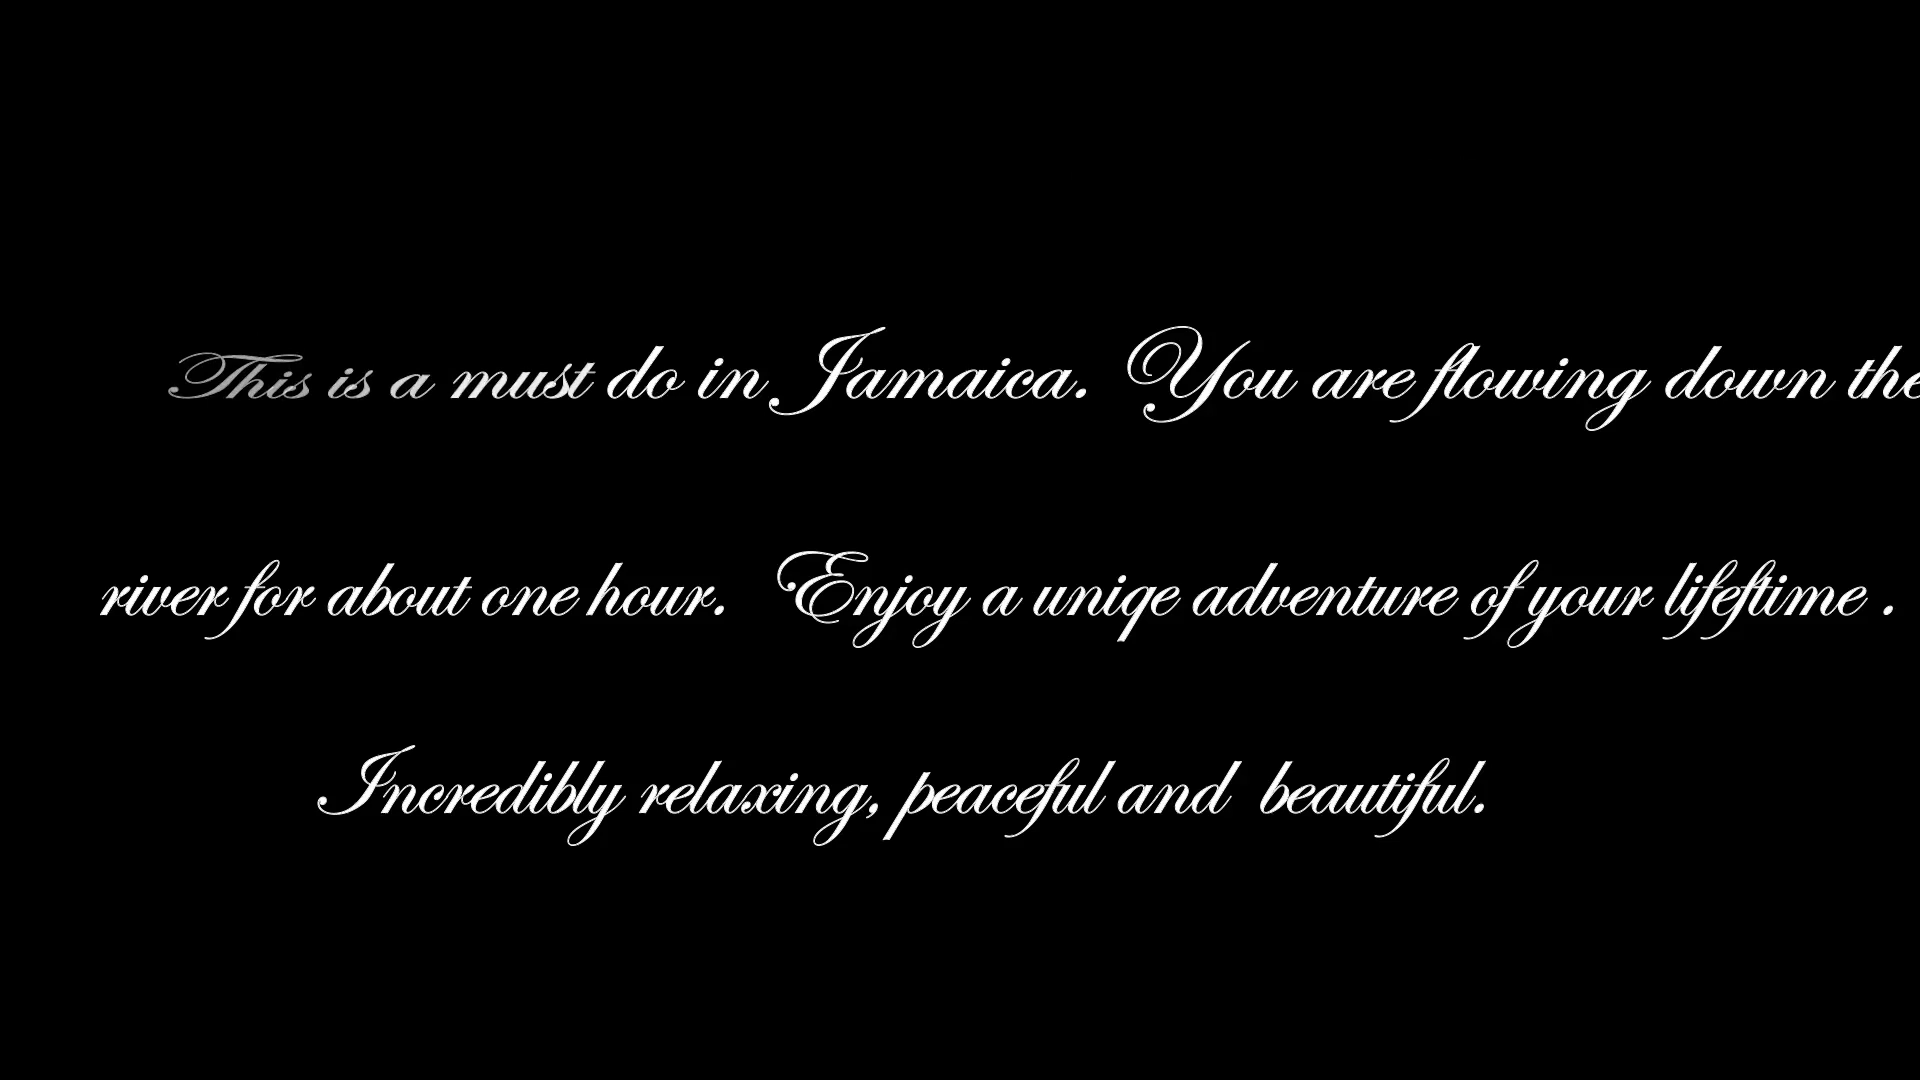 This is a must do in Jamaica. You are flowing down the
river for about one hour. Enjoy a uniqe adventure of your lifeftime .
Incredibly relaxing, peaceful and beautiful.